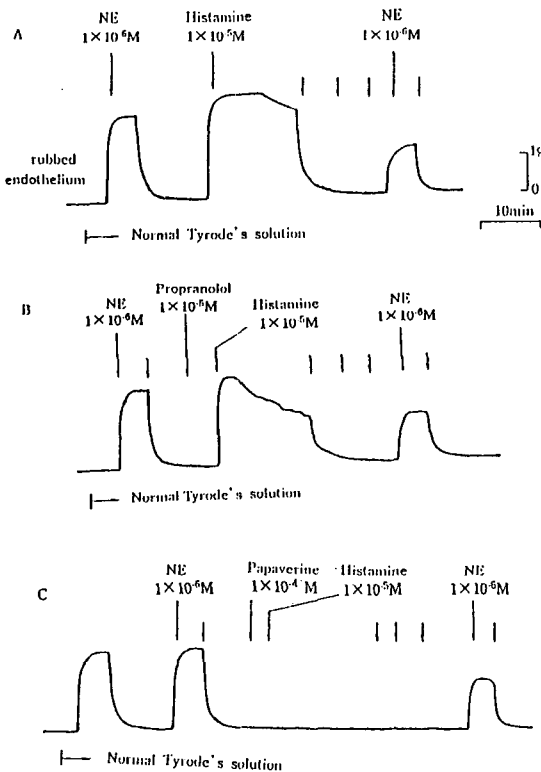 A
NE Histamine NE
1×10⁻⁶M 1×10⁻⁵M 1×10⁻⁶M
rubbed
endothelium
0
10min
Normal Tyrode's solution
B
Propranolol
NE 1×10⁻⁶M Histamine NE
1×10⁻⁶M 1×10⁻⁵M 1×10⁻⁶M
Normal Tyrode's solution
C
NE Papaverine Histamine NE
1×10⁻⁶M 1×10⁻⁴M 1×10⁻⁵M 1×10⁻⁶M
Normal Tyrode's solution